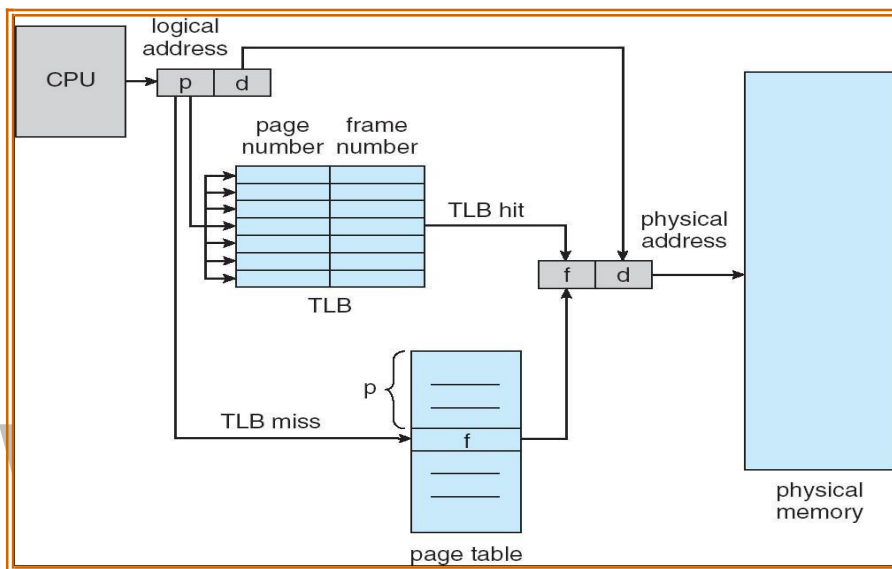 logical
address
CPU
p
d
page
number
frame
number
TLB hit
physical
address
f
d
TLB
p
TLB miss
f
page table
physical
memory